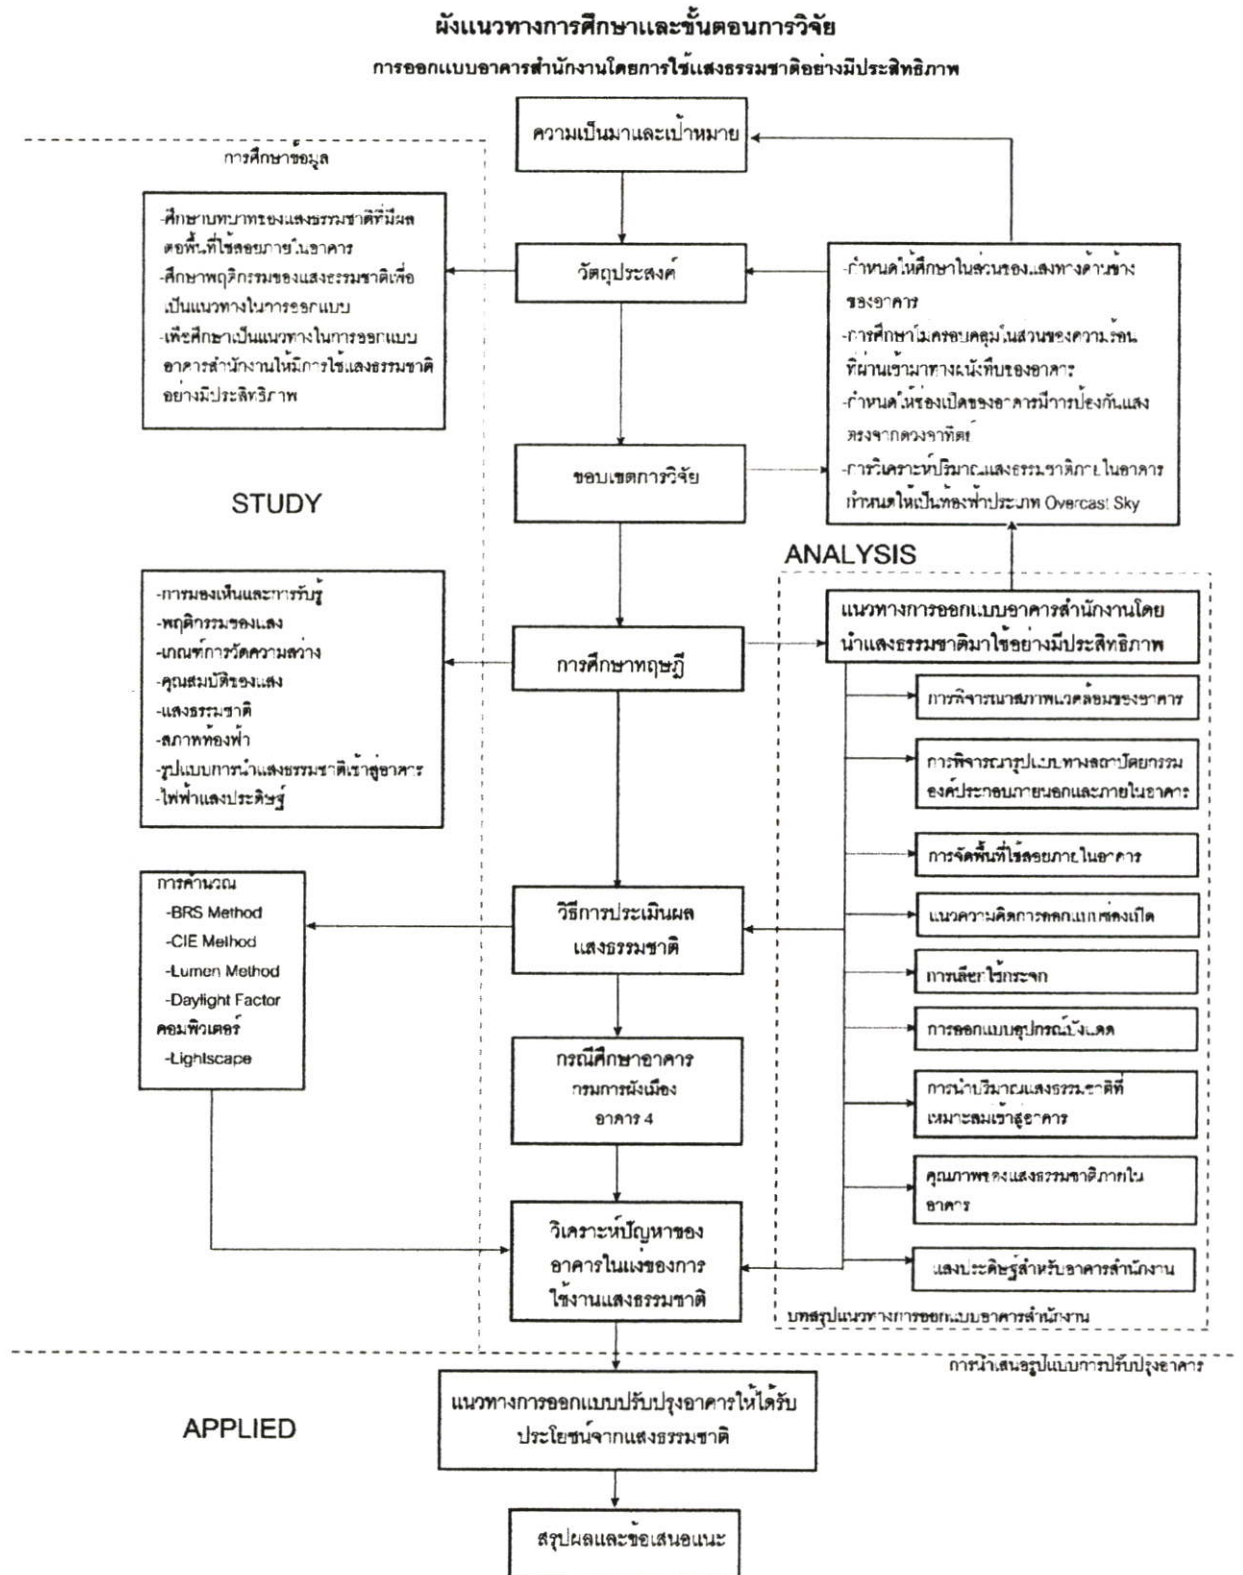 ผังแนวทางการศึกษาและขั้นตอนการวิจัย
การออกแบบอาคารสำนักงานโดยการใช้แสงธรรมชาติอย่างมีประสิทธิภาพ
ความเป็นมาและเป้าหมาย
การศึกษาข้อมูล
-ศึกษาบทบาทของแสงธรรมชาติที่มีผล
ต่อพื้นที่ใช้สอยภายในอาคาร
-ศึกษาพฤติกรรมของแสงธรรมชาติเพื่อ
เป็นแนวทางในการออกแบบ
-เพื่อศึกษาเป็นแนวทางในการออกแบบ
อาคารสำนักงานให้มีการใช้แสงธรรมชาติ
อย่างมีประสิทธิภาพ
วัตถุประสงค์
-กำหนดให้ศึกษาในส่วนของแสงทางด้านข้าง
ของอาคาร
-การศึกษาไม่ครอบคลุมในส่วนของความร้อน
ที่ผ่านเข้ามาทางผนังทึบของอาคาร
-กำหนดให้ช่องเปิดของอาคารมีการป้องกันแสง
ตรงจากดวงอาทิตย์
-การวิเคราะห์ปริมาณแสงธรรมชาติภายในอาคาร
กำหนดให้เป็นท้องฟ้าประเภท Overcast Sky
ขอบเขตการวิจัย
STUDY
ANALYSIS
-การมองเห็นและการรับรู้
-พฤติกรรมของแสง
-เกณฑ์การวัดความสว่าง
-คุณสมบัติของแสง
-แสงธรรมชาติ
-สภาพท้องฟ้า
-รูปแบบการนำแสงธรรมชาติเข้าสู่อาคาร
-ไฟฟ้าแสงประดิษฐ์
การศึกษาทฤษฎี
แนวทางการออกแบบอาคารสำนักงานโดย
นำแสงธรรมชาติมาใช้อย่างมีประสิทธิภาพ
การพิจารณาสภาพแวดล้อมของอาคาร
การพิจารณารูปแบบทางสถาปัตยกรรม
องค์ประกอบภายนอกและภายในอาคาร
การจัดพื้นที่ใช้สอยภายในอาคาร
แนวความคิดการออกแบบช่องเปิด
การเลือกใช้กระจก
การออกแบบอุปกรณ์บังแดด
การนำปริมาณแสงธรรมชาติที่
เหมาะสมเข้าสู่อาคาร
คุณภาพของแสงธรรมชาติภายใน
อาคาร
แสงประดิษฐ์สำหรับอาคารสำนักงาน
บทสรุปแนวทางการออกแบบอาคารสำนักงาน
การคำนวณ
-BRS Method
-CIE Method
-Lumen Method
-Daylight Factor
คอมพิวเตอร์
-Lightscape
วิธีการประเมินผล
แสงธรรมชาติ
กรณีศึกษาอาคาร
กรมการผังเมือง
อาคาร 4
วิเคราะห์ปัญหาของ
อาคารในแง่ของการ
ใช้งานแสงธรรมชาติ
การนำเสนอรูปแบบการปรับปรุงอาคาร
APPLIED
แนวทางการออกแบบปรับปรุงอาคารให้ได้รับ
ประโยชน์จากแสงธรรมชาติ
สรุปผลและข้อเสนอแนะ